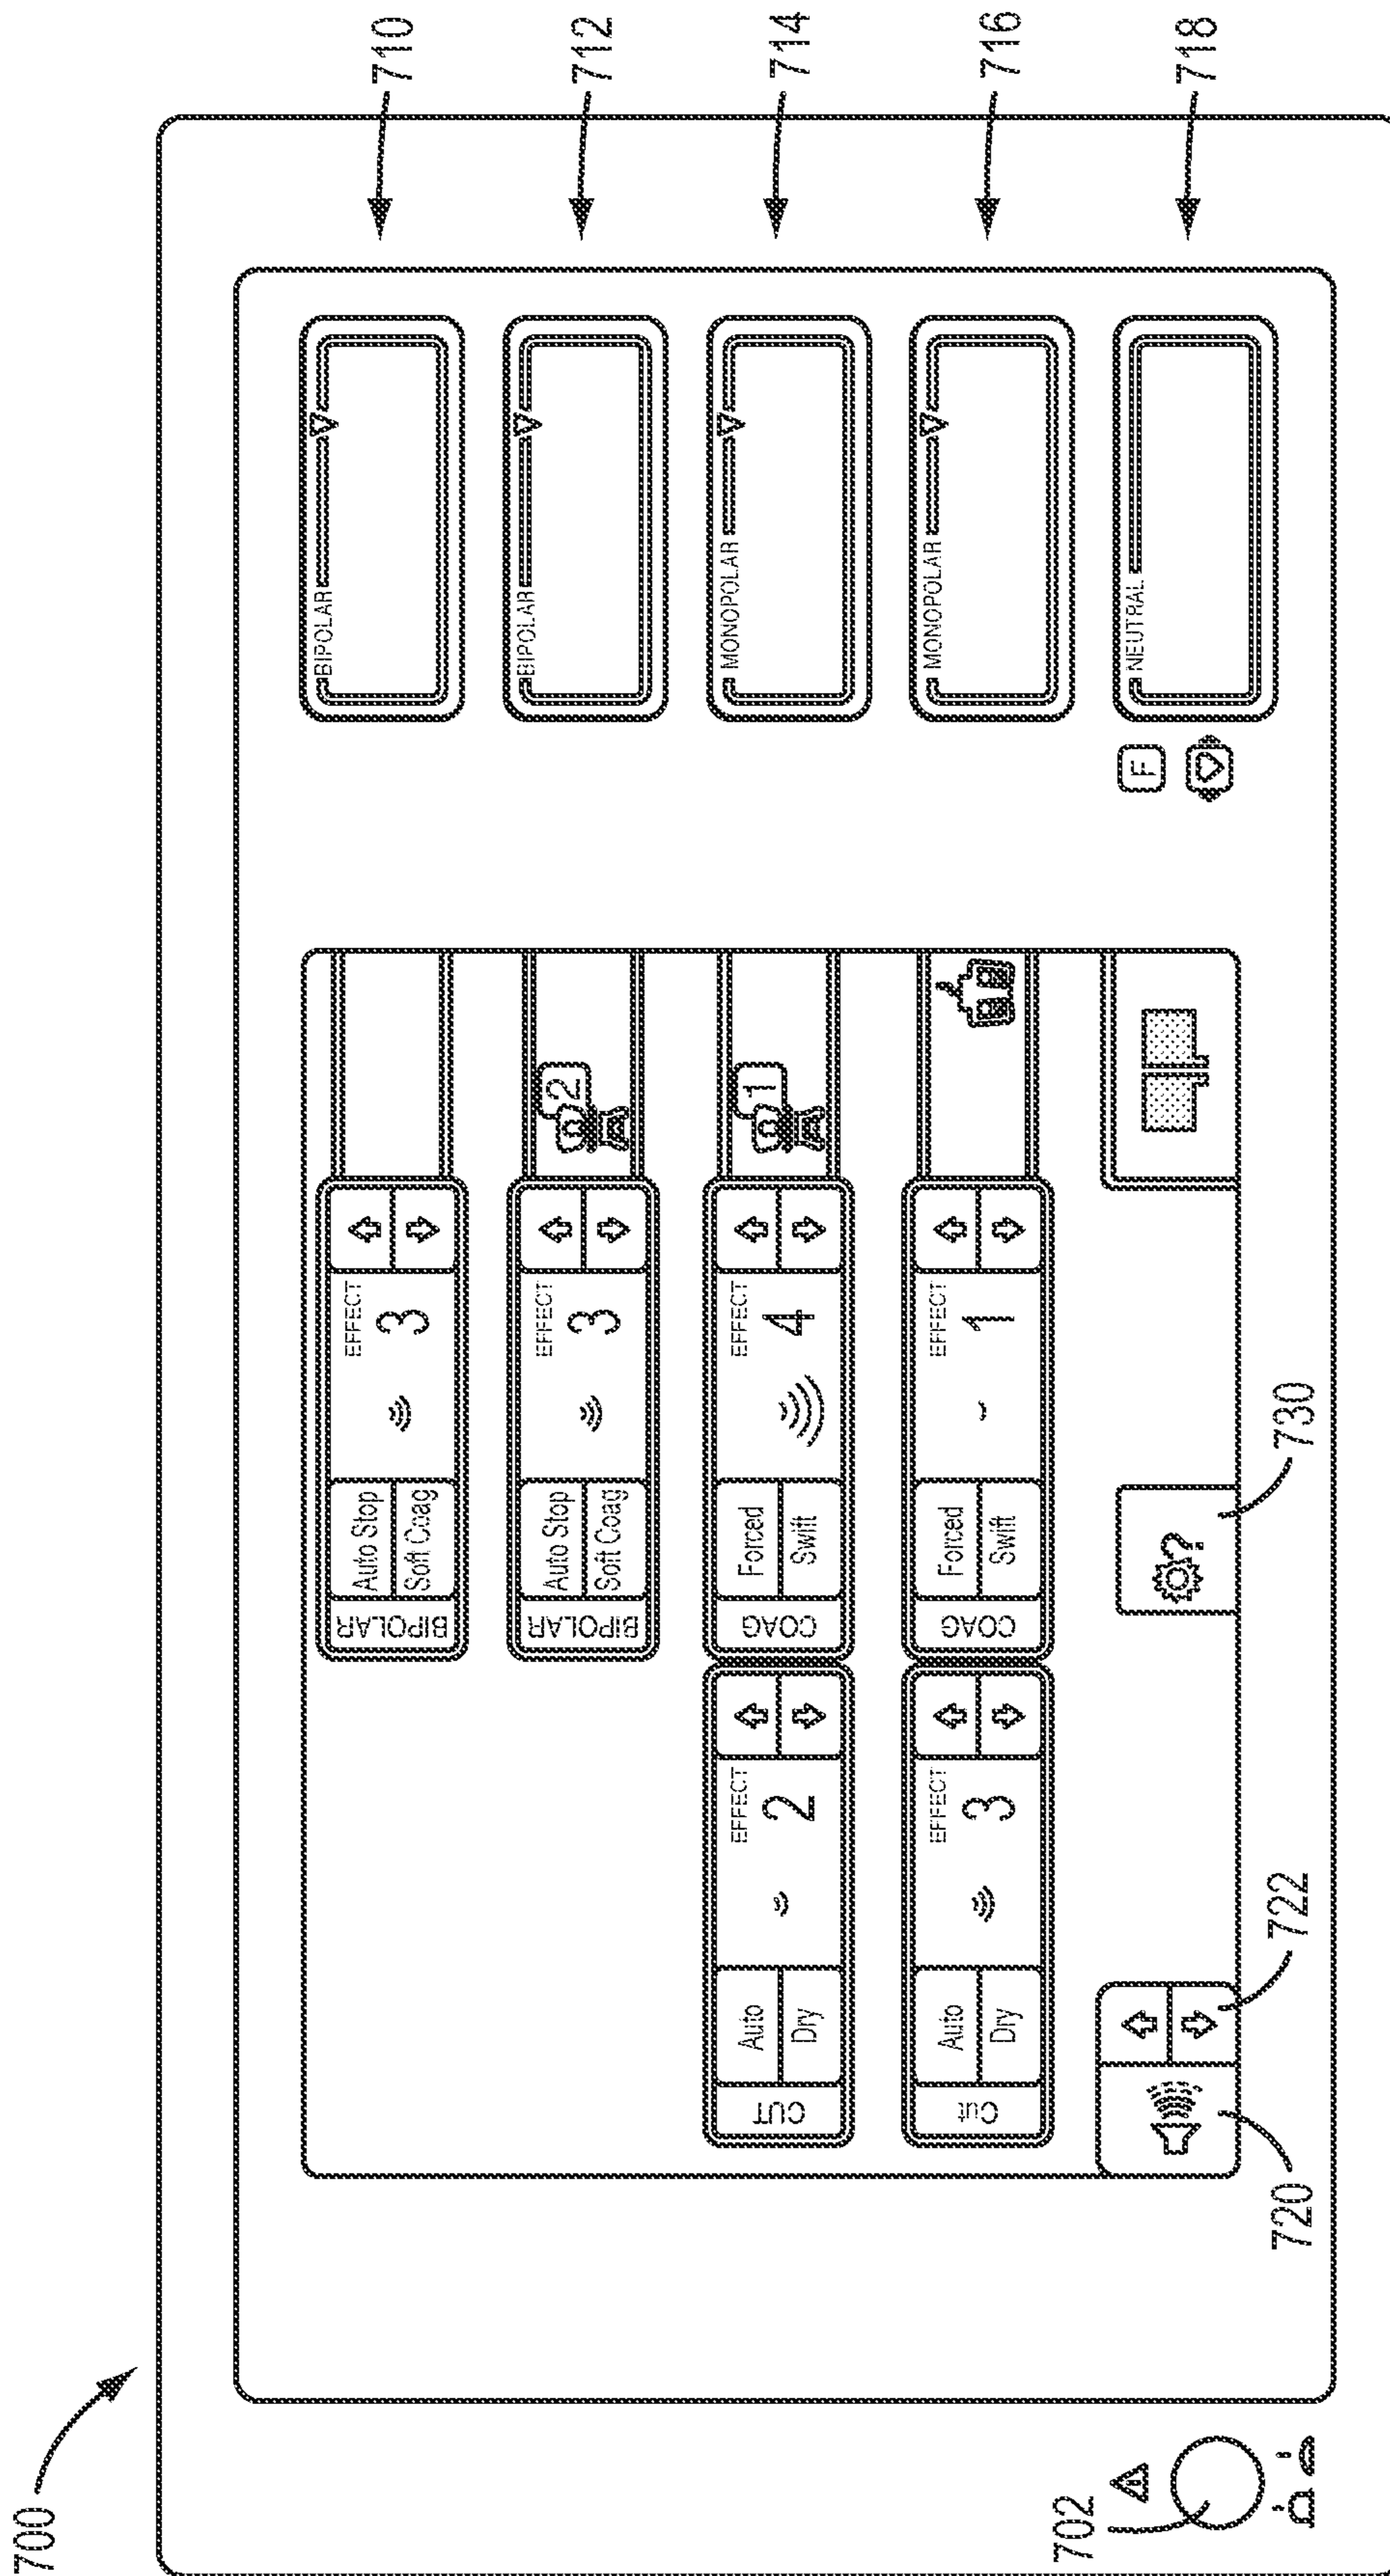 700
BIPOLAR
Auto Stop
Soft Coag
EFFECT
3
BIPOLAR
710
BIPOLAR
Auto Stop
Soft Coag
EFFECT
3
2
BIPOLAR
712
CUT
Auto
Dry
EFFECT
2
COAG
Forced
Swift
EFFECT
4
1
MONOPOLAR
714
Cut
Auto
Dry
EFFECT
3
COAG
Forced
Swift
EFFECT
1
MONOPOLAR
716
?
F
NEUTRAL
718
702
720
722
730